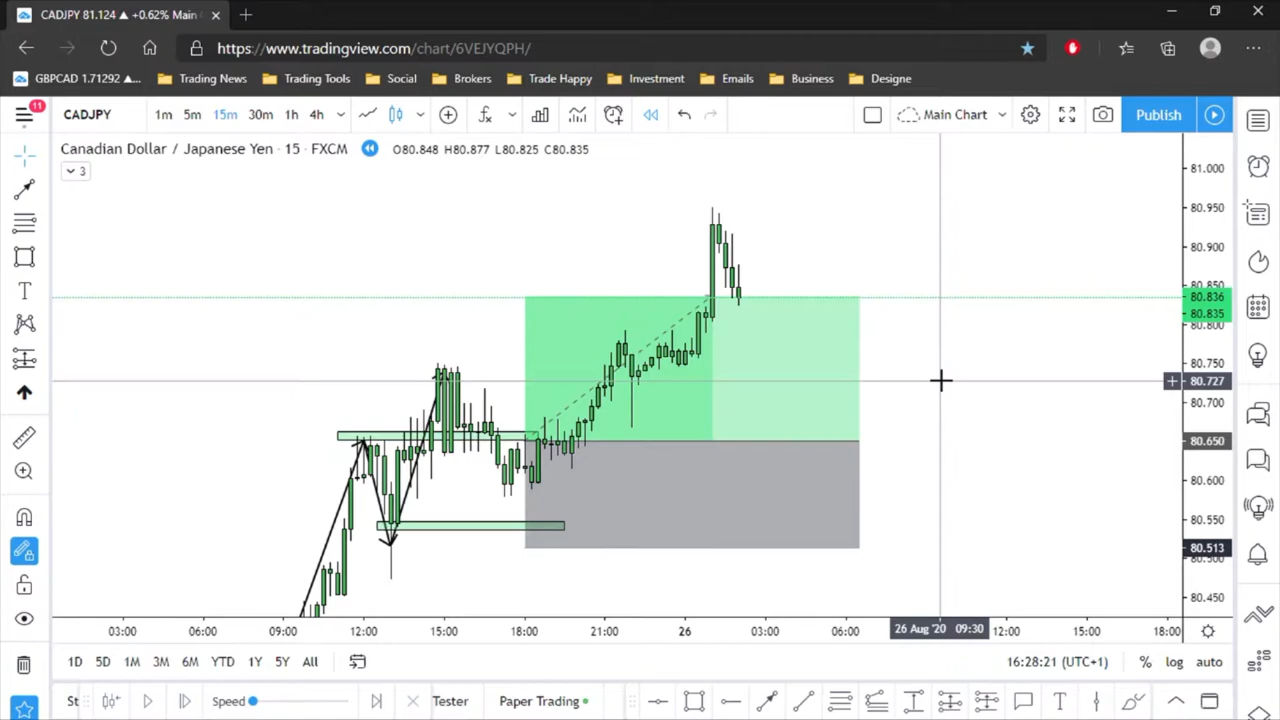 CADJPY 81.124 ▲ +0.62% Main
https://www.tradingview.com/chart/6VEJYQPH/
GBPCAD 1.71292 ▲... Trading News Trading Tools Social Brokers Trade Happy Investment Emails Business Designe
11
CADJPY 1m 5m 15m 30m 1h 4h Main Chart Publish
Canadian Dollar / Japanese Yen · 15 · FXCM O80.848 H80.877 L80.825 C80.835
3
81.000
80.950
80.900
80.850
80.836
80.835
80.800
80.750
80.727
80.700
80.650
80.600
80.550
80.513
80.500
80.450
03:00 06:00 09:00 12:00 15:00 18:00 21:00 26 03:00 06:00 26 Aug '20 09:30 12:00 15:00 18:00
1D 5D 1M 3M 6M YTD 1Y 5Y All 16:28:21 (UTC+1) % log auto
St Speed Tester Paper Trading